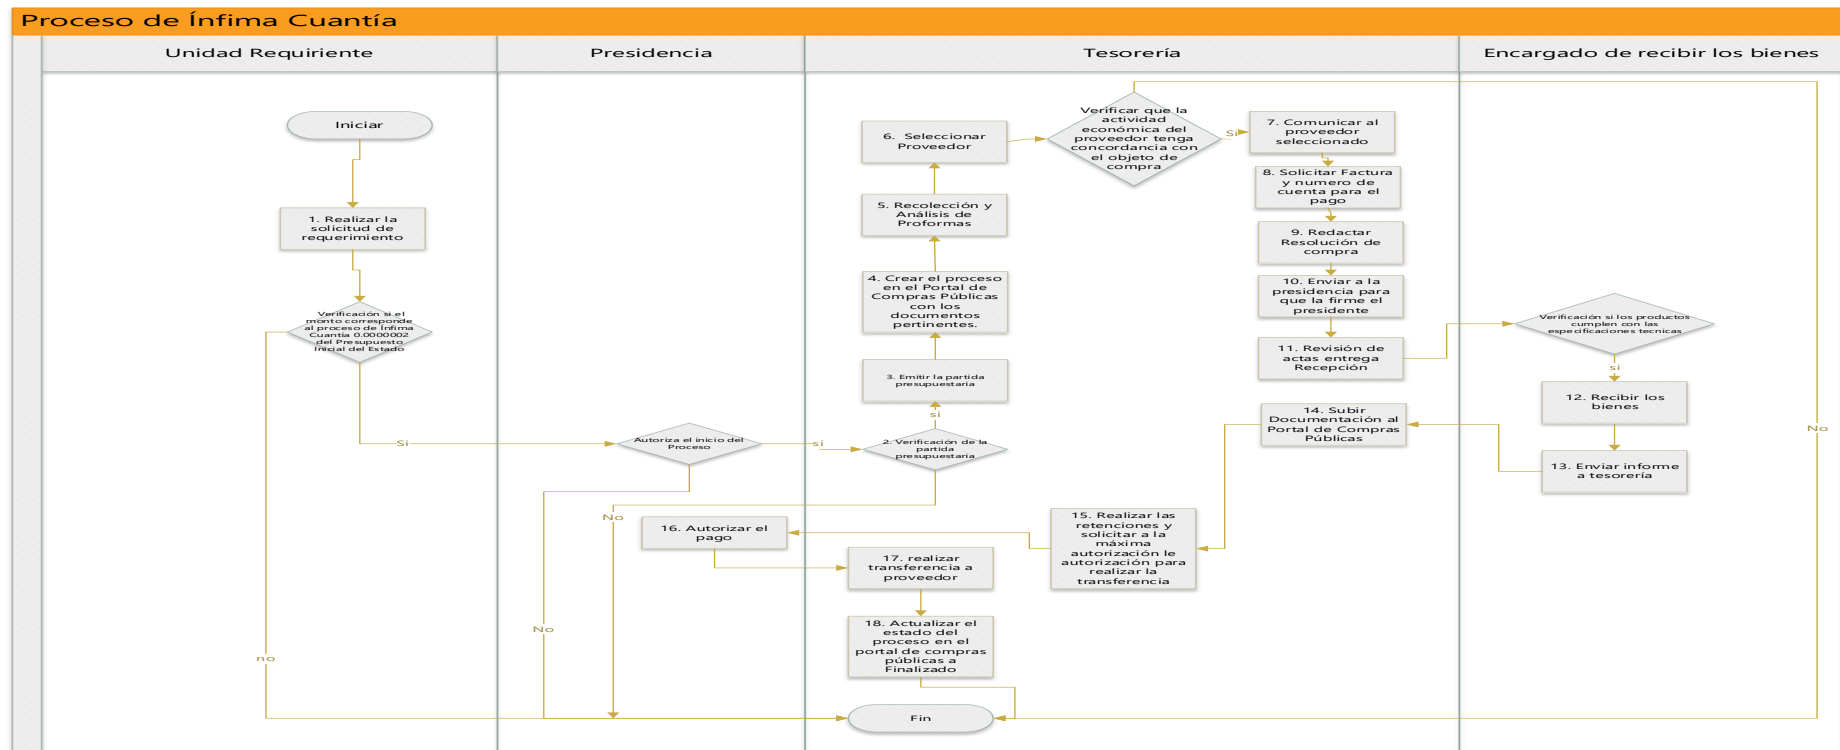 Proceso de Ínfima Cuantía
Unidad Requiriente
Presidencia
Tesorería
Encargado de recibir los bienes
Iniciar
1. Realizar la
solicitud de
requerimiento
Verificación si el
monto corresponde
al proceso de Ínfima
Cuantía 0.0000002
del Presupuesto
Inicial del Estado
no
Si
Autoriza el inicio del
Proceso
si
No
2. Verificación de la
partida
presupuestaria
si
No
3. Emitir la partida
presupuestaria
4. Crear el proceso
en el Portal de
Compras Públicas
con los
documentos
pertinentes.
5. Recolección y
Análisis de
Proformas
6. Seleccionar
Proveedor
Verificar que la
actividad
económica del
proveedor tenga
concordancia con
el objeto de
compra
Si
No
7. Comunicar al
proveedor
seleccionado
8. Solicitar Factura
y numero de
cuenta para el
pago
9. Redactar
Resolución de
compra
10. Enviar a la
presidencia para
que la firme el
presidente
11. Revisión de
actas entrega
Recepción
Verificación si los productos
cumplen con las
especificaciones tecnicas
si
12. Recibir los
bienes
13. Enviar informe
a tesorería
14. Subir
Documentación al
Portal de Compras
Públicas
15. Realizar las
retenciones y
solicitar a la
máxima
autorización le
autorización para
realizar la
transferencia
16. Autorizar el
pago
17. realizar
transferencia a
proveedor
18. Actualizar el
estado del
proceso en el
portal de compras
públicas a
Finalizado
Fin